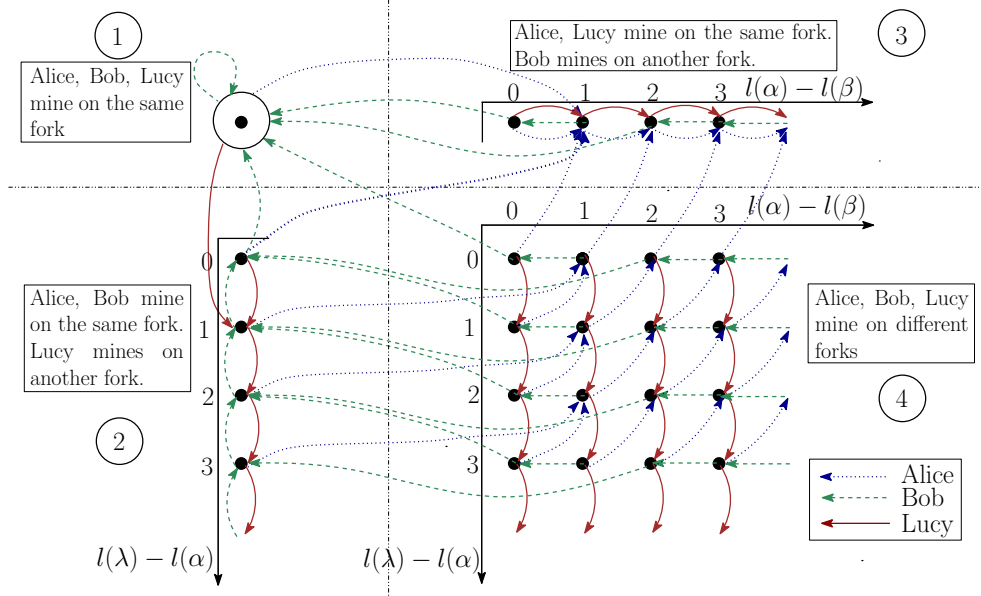 1
Alice, Bob, Lucy
mine on the same
fork
3
Alice, Lucy mine on the same fork.
Bob mines on another fork.
0 1 2 3 l(α) − l(β)
2
Alice, Bob mine
on the same fork.
Lucy mines on
another fork.
0
1
2
3
l(λ) − l(α)
4
Alice, Bob, Lucy
mine on different
forks
0 1 2 3 l(α) − l(β)
0
1
2
3
l(λ) − l(α)
Alice
Bob
Lucy